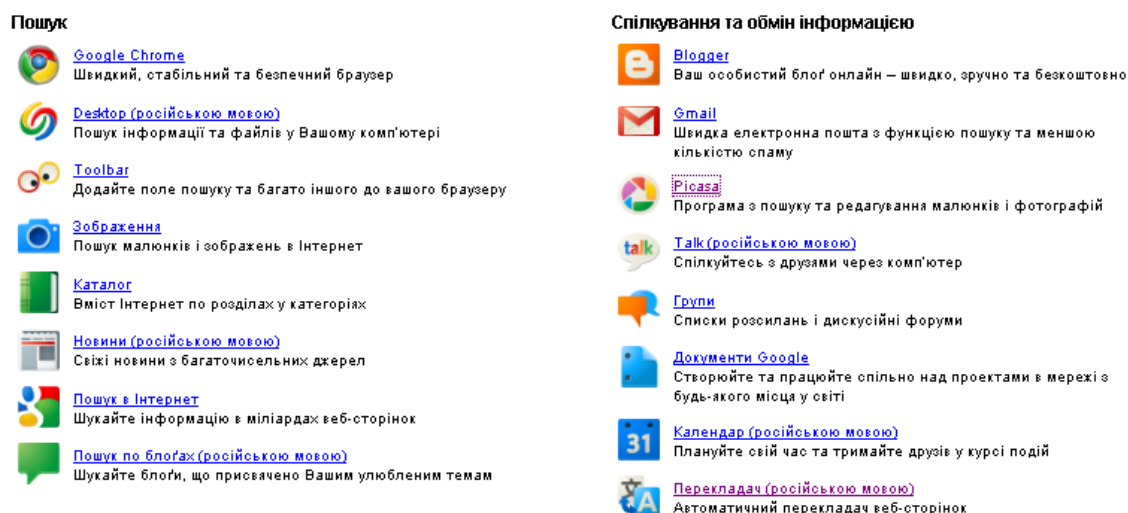 Пошук
Google Chrome
Швидкий, стабільний та безпечний браузер
Desktop (російською мовою)
Пошук інформації та файлів у Вашому комп'ютері
Toolbar
Додайте поле пошуку та багато іншого до вашого браузеру
Зображення
Пошук малюнків і зображень в Інтернет
Каталог
Вміст Інтернет по розділах у категоріях
Новини (російською мовою)
Свіжі новини з багаточисельних джерел
Пошук в Інтернет
Шукайте інформацію в міліардах веб-сторінок
Пошук по блоґах (російською мовою)
Шукайте блоґи, що присвячено Вашим улюбленим темам
Спілкування та обмін інформацією
Blogger
Ваш особистий блоґ онлайн – швидко, зручно та безкоштовно
Gmail
Швидка електронна пошта з функцією пошуку та меншою
кількістю спаму
Picasa
Програма з пошуку та редагування малюнків і фотографій
talk
Talk (російською мовою)
Спілкуйтесь з друзями через комп'ютер
Групи
Списки розсилань і дискусійні форуми
Документи Google
Створюйте та працюйте спільно над проектами в мережі з
будь-якого місця у світі
31
Календар (російською мовою)
Плануйте свій час та тримайте друзів у курсі подій
文A
Перекладач (російською мовою)
Автоматичний перекладач веб-сторінок